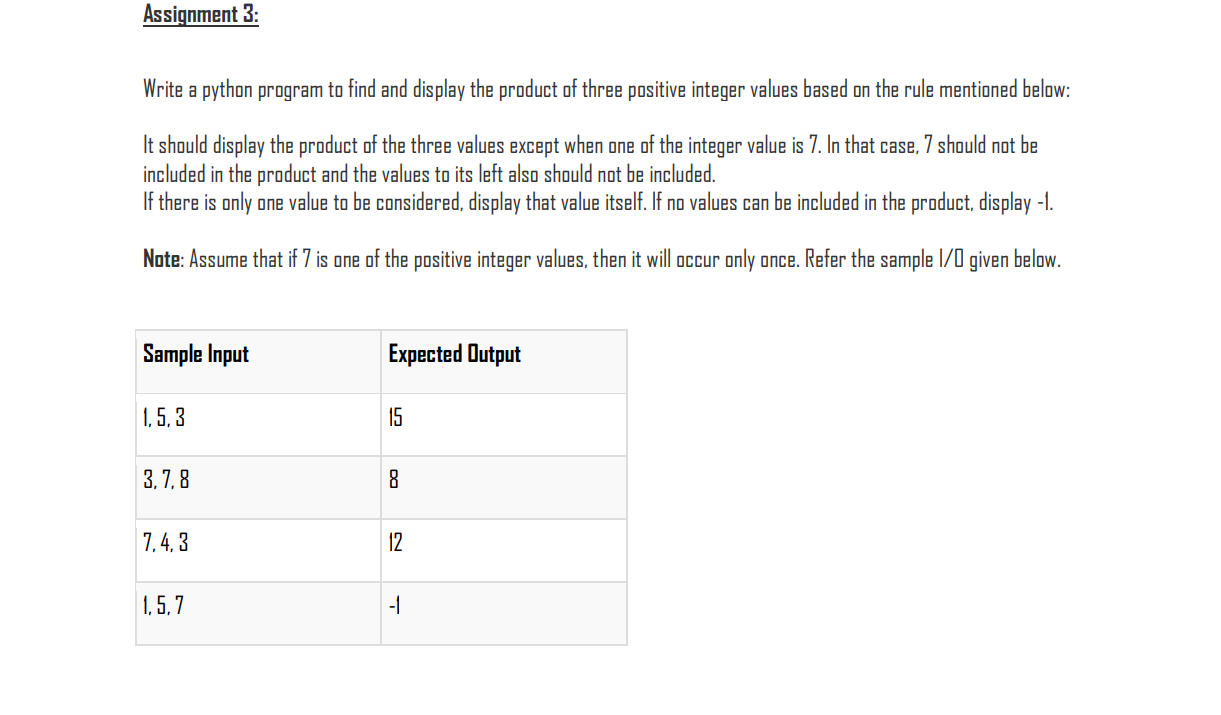 Assignment 3:
Write a python program to find and display the product of three positive integer values based on the rule mentioned below:
It should display the product of the three values except when one of the integer value is 7. In that case, 7 should not be
included in the product and the values to its left also should not be included.
If there is only one value to be considered, display that value itself. If no values can be included in the product, display -1.
Note: Assume that if 7 is one of the positive integer values, then it will occur only once. Refer the sample I/O given below.
Sample Input Expected Output
1, 5, 3 15
3, 7, 8 8
7, 4, 3 12
1, 5, 7 -1